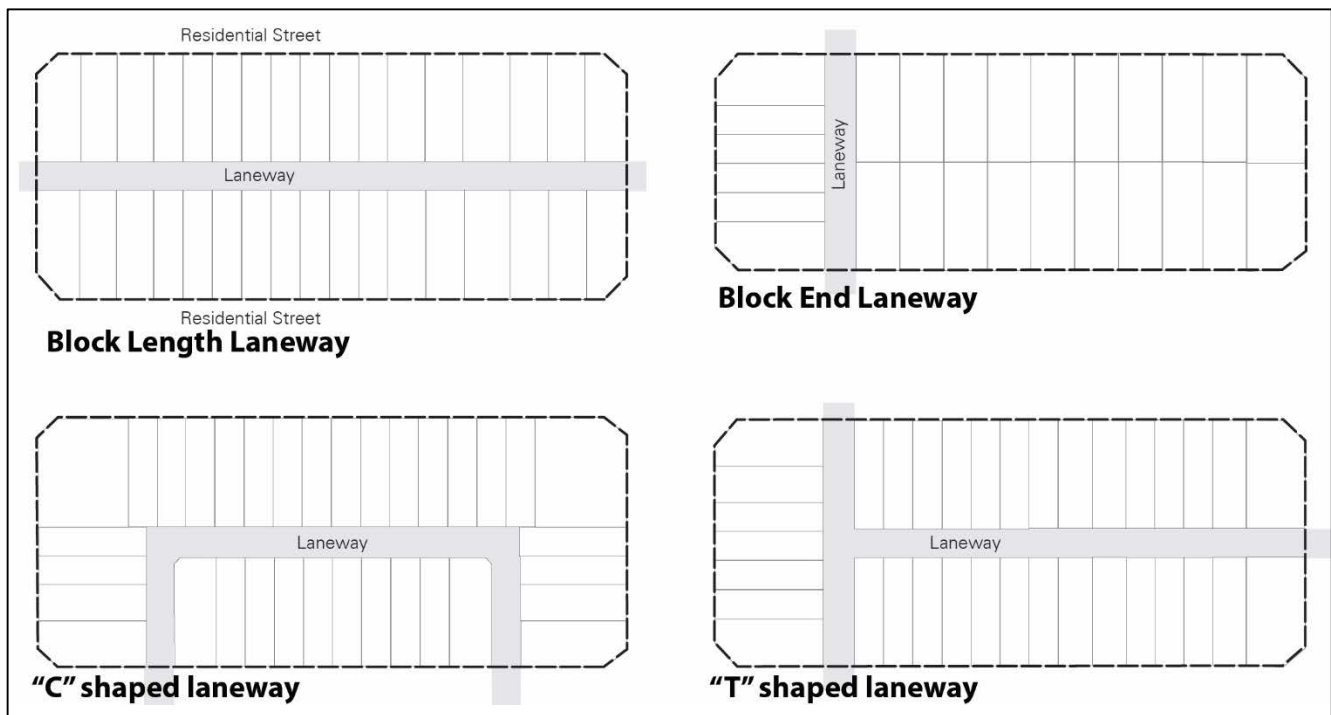 Residential Street
Laneway
Residential Street
Block Length Laneway
Laneway
Block End Laneway
Laneway
“C” shaped laneway
Laneway
“T” shaped laneway